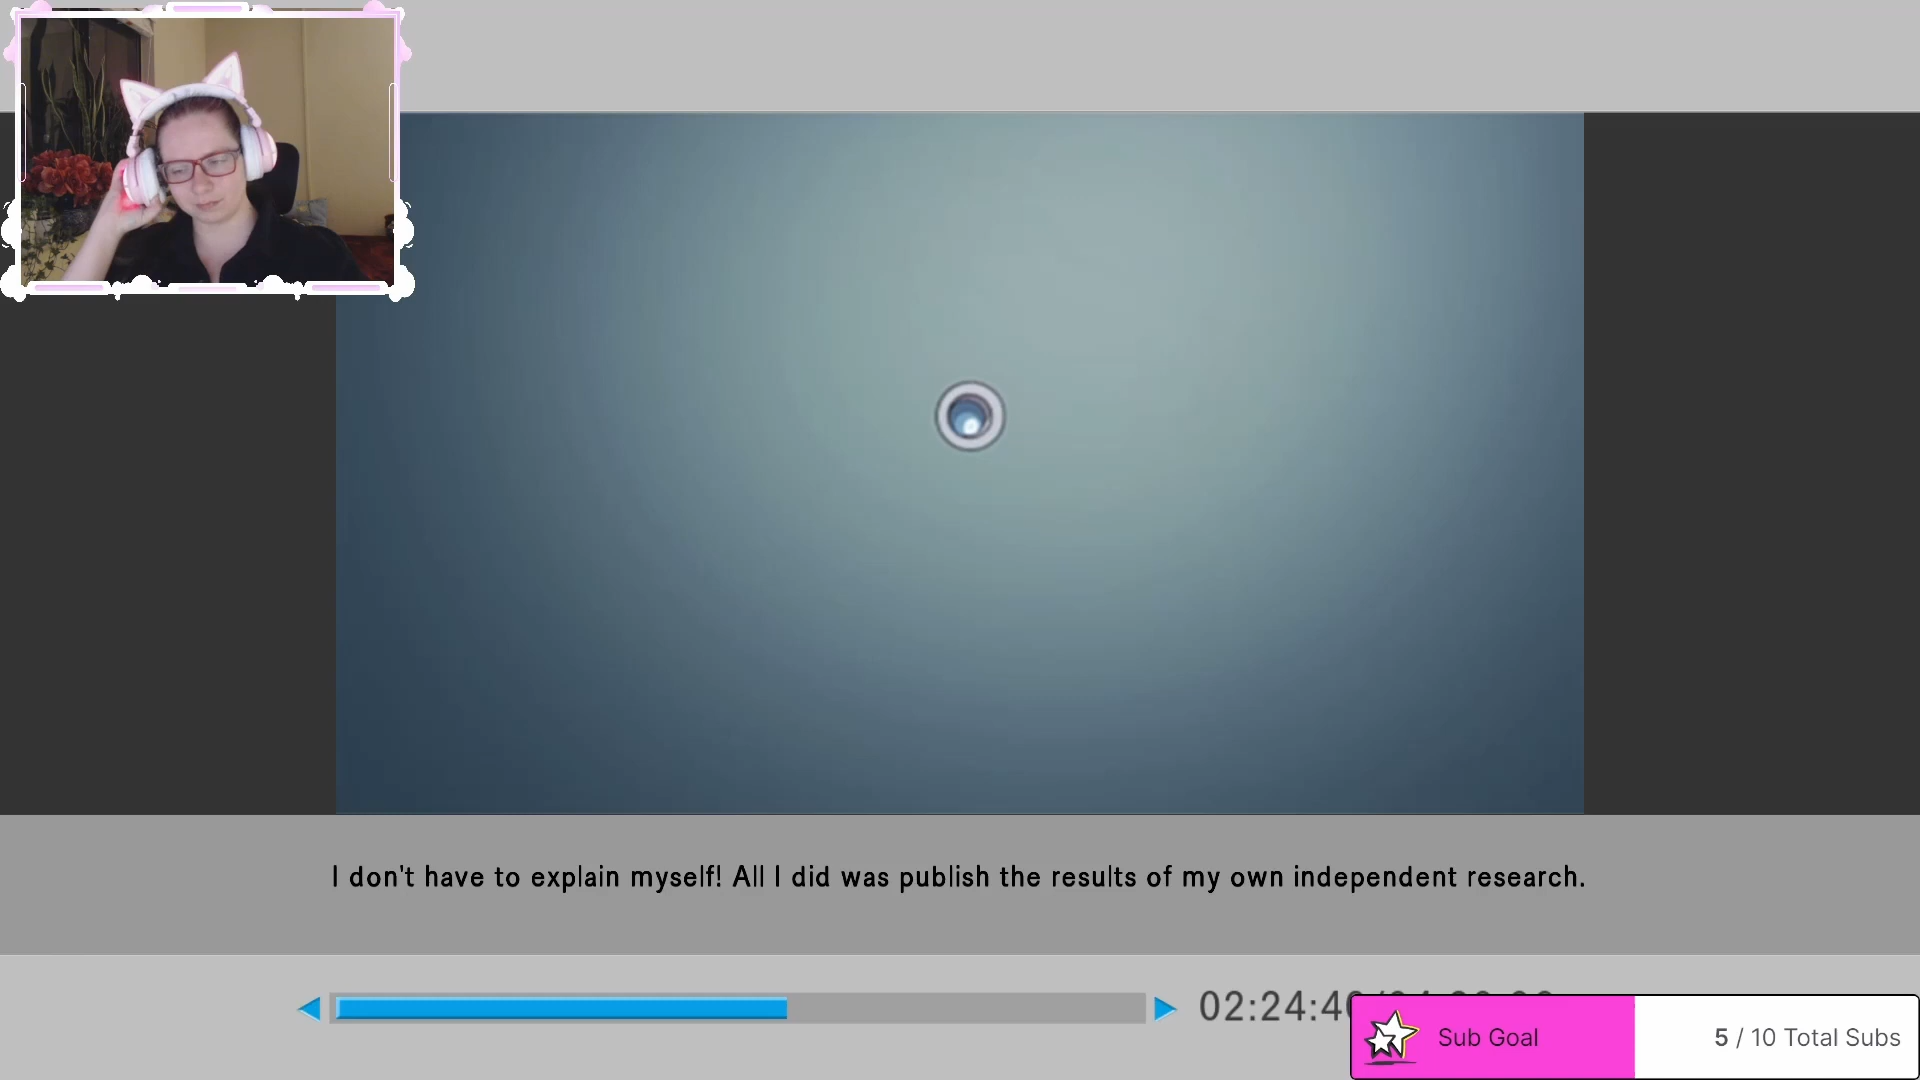 I don't have to explain myself! All I did was publish the results of my own independent research.
02:24:4
Sub Goal
5 / 10 Total Subs